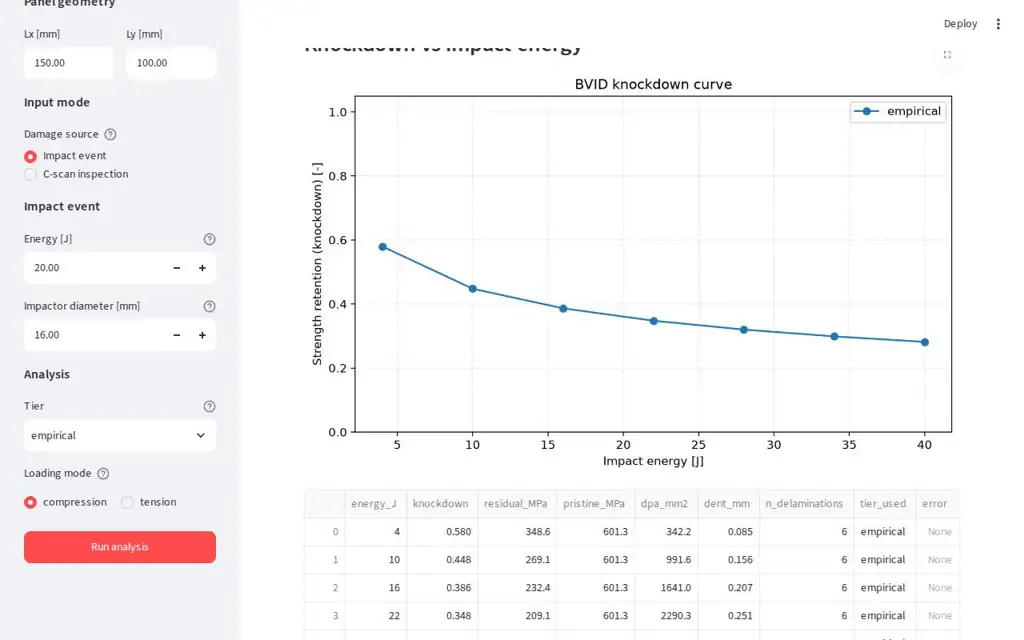 Panel geometry
Lx [mm] Ly [mm]
150.00 100.00
Input mode
Damage source
Impact event
C-scan inspection
Impact event
Energy [J]
20.00 − +
Impactor diameter [mm]
16.00 − +
Analysis
Tier
empirical
Loading mode
compression tension
Run analysis
Deploy
Knockdown vs impact energy
BVID knockdown curve
empirical
Strength retention (knockdown) [-]
1.0
0.8
0.6
0.4
0.2
0.0
5 10 15 20 25 30 35 40
Impact energy [J]
energy_J knockdown residual_MPa pristine_MPa dpa_mm2 dent_mm n_delaminations tier_used error
0 4 0.580 348.6 601.3 342.2 0.085 6 empirical None
1 10 0.448 269.1 601.3 991.6 0.156 6 empirical None
2 16 0.386 232.4 601.3 1641.0 0.207 6 empirical None
3 22 0.348 209.1 601.3 2290.3 0.251 6 empirical None